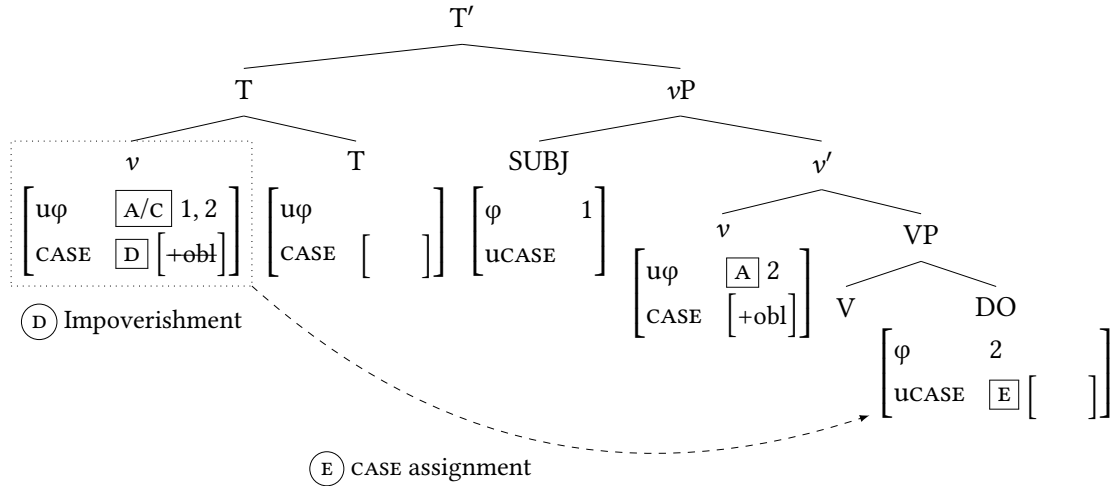 T′
T vP
v T SUBJ v′
uφ A/C 1, 2 uφ φ 1
CASE D [+obl] CASE [ ] uCASE
v VP
uφ A 2
CASE [+obl] V DO
D Impoverishment
φ 2
uCASE E [ ]
E CASE assignment